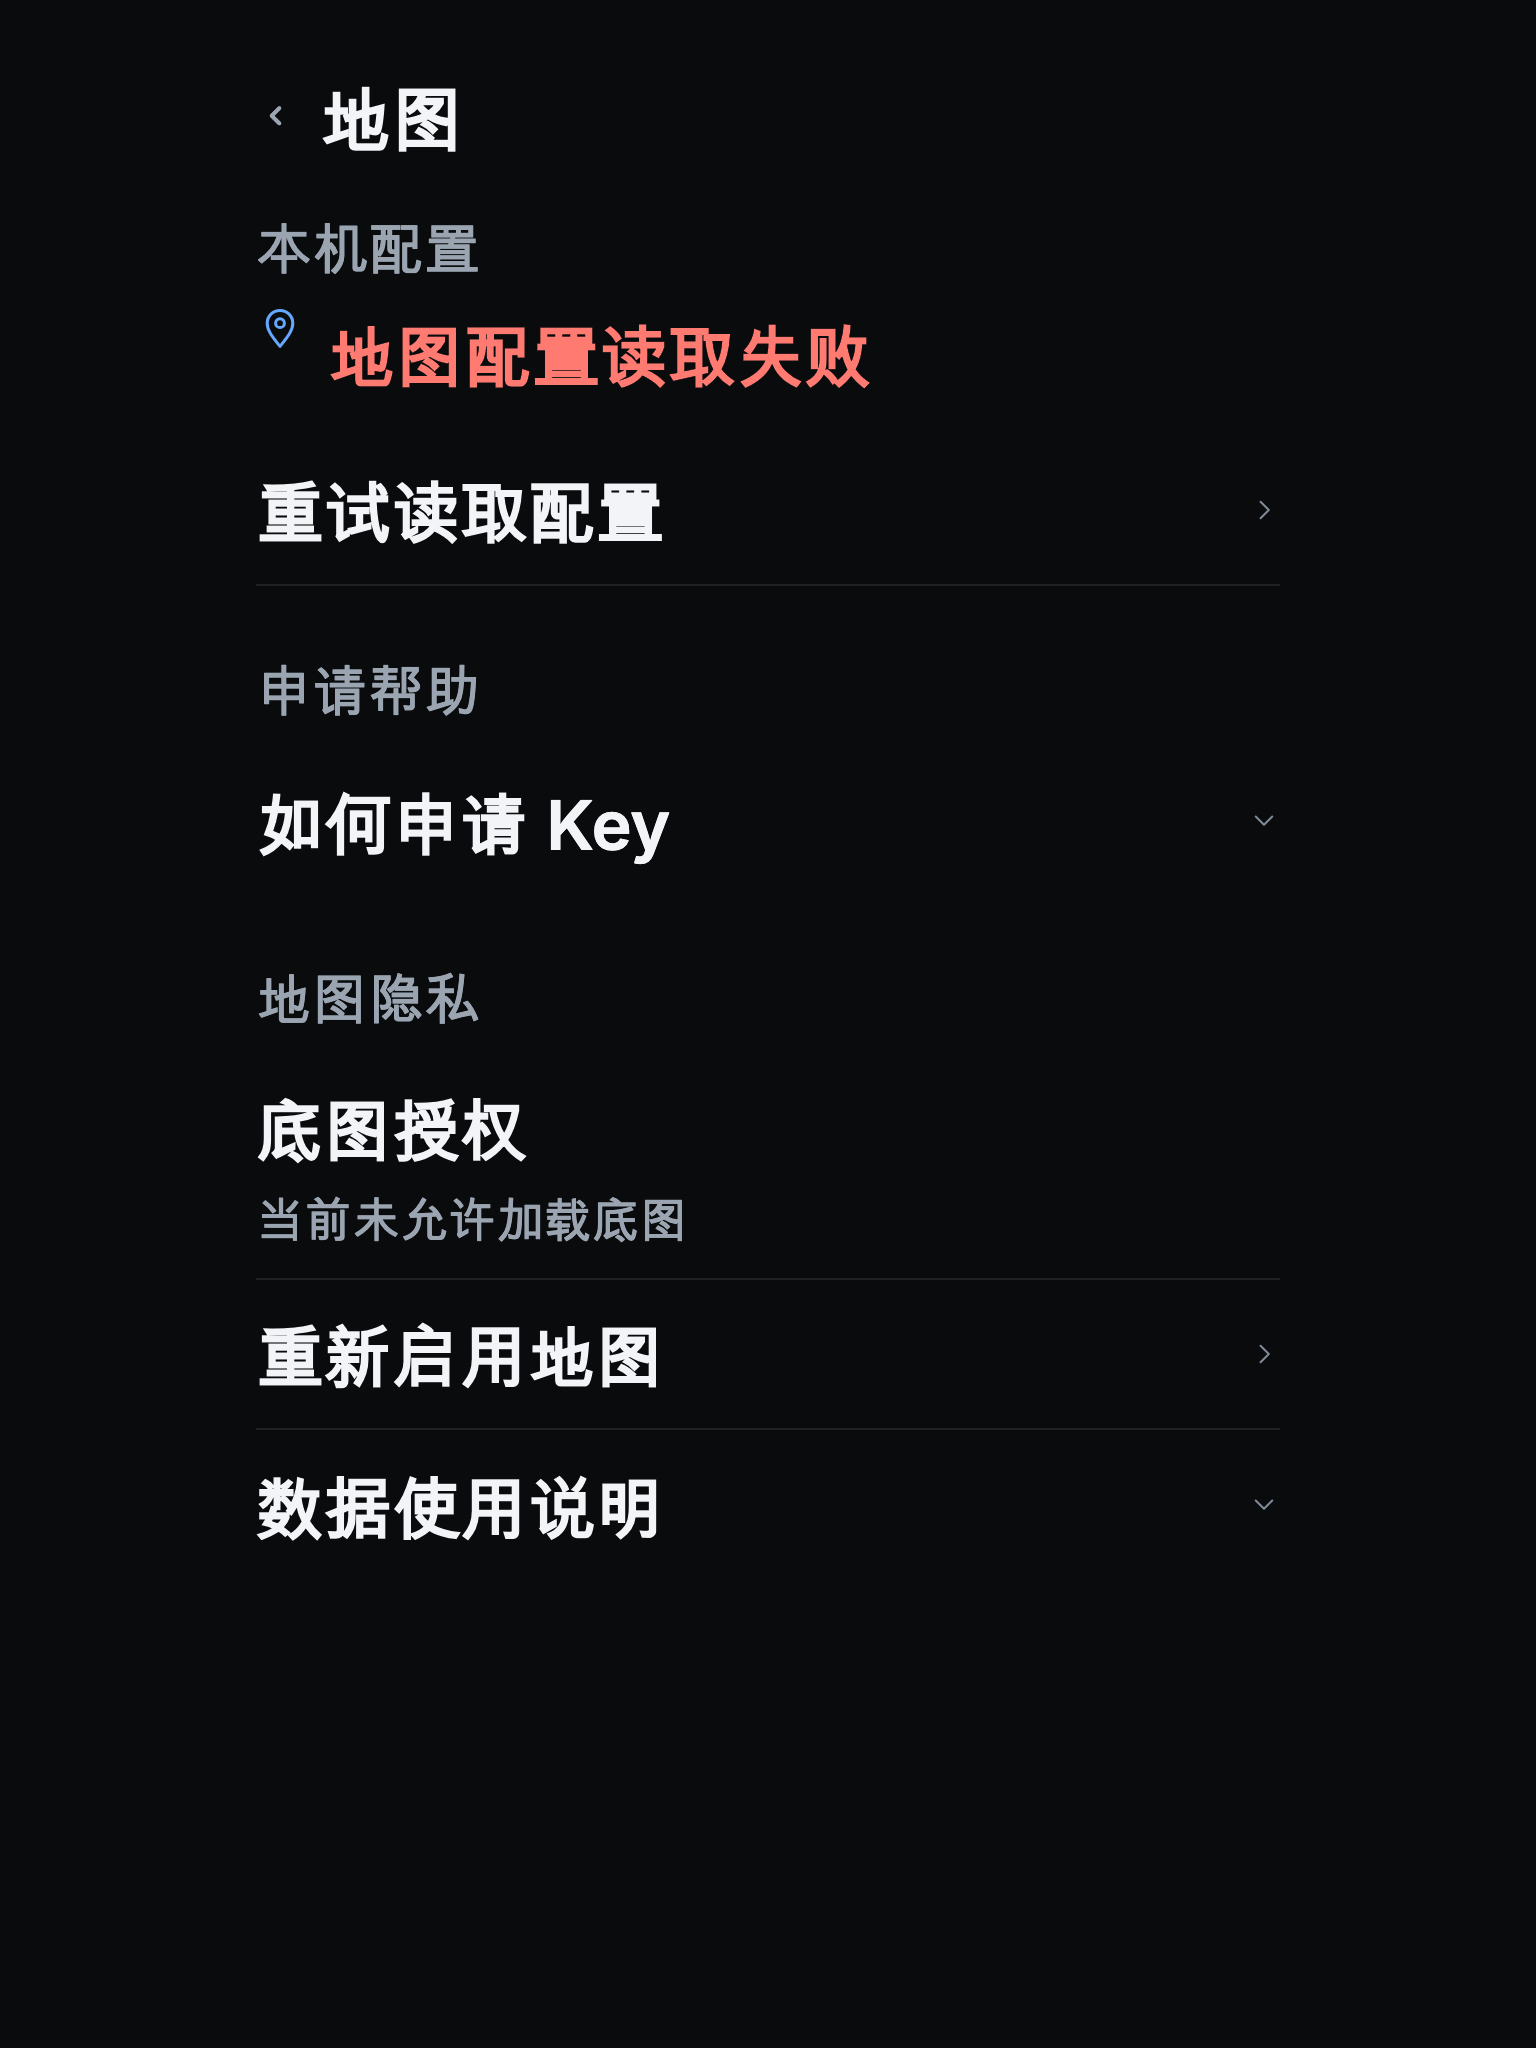 地图
本机配置
地图配置读取失败
重试读取配置
申请帮助
如何申请 Key
地图隐私
底图授权
当前未允许加载底图
重新启用地图
数据使用说明